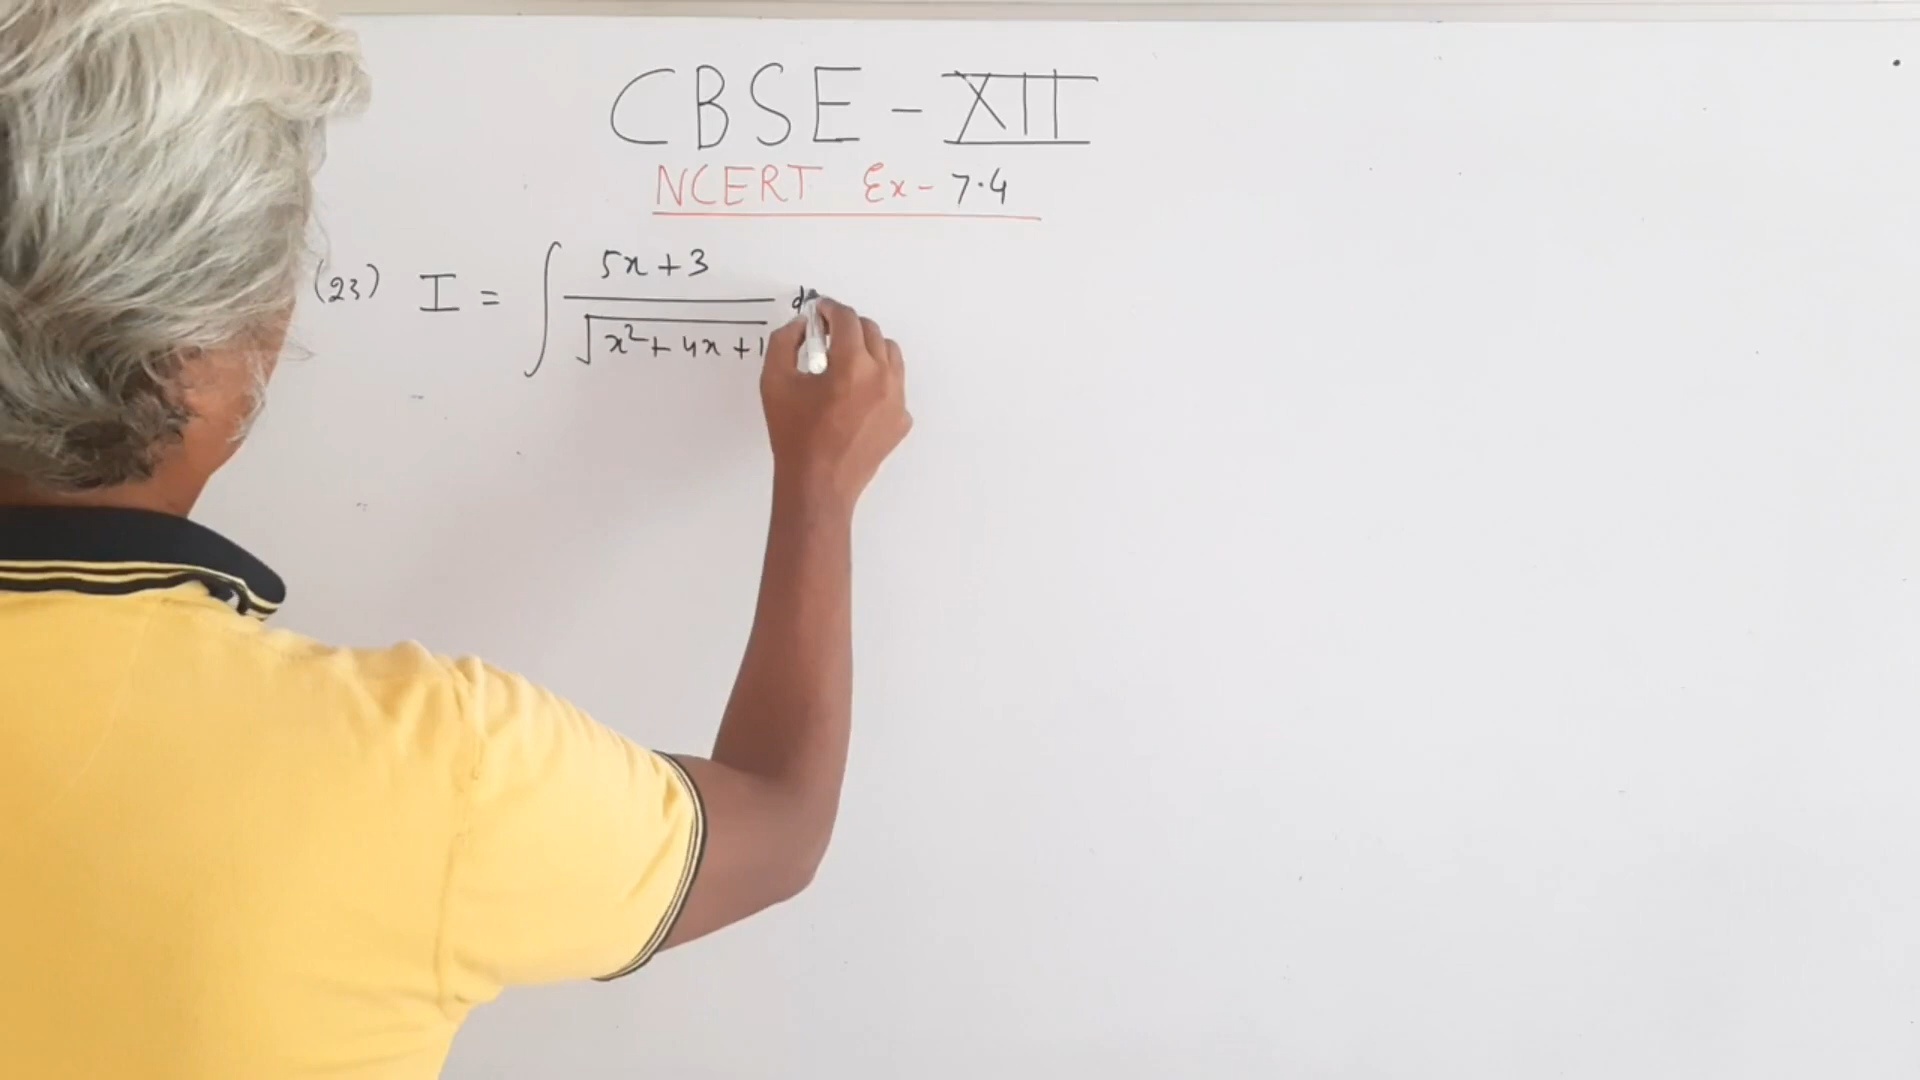 CBSE - XII
NCERT Ex - 7.4
(23) I = ∫ (5x + 3) / √(x² + 4x + 1 d